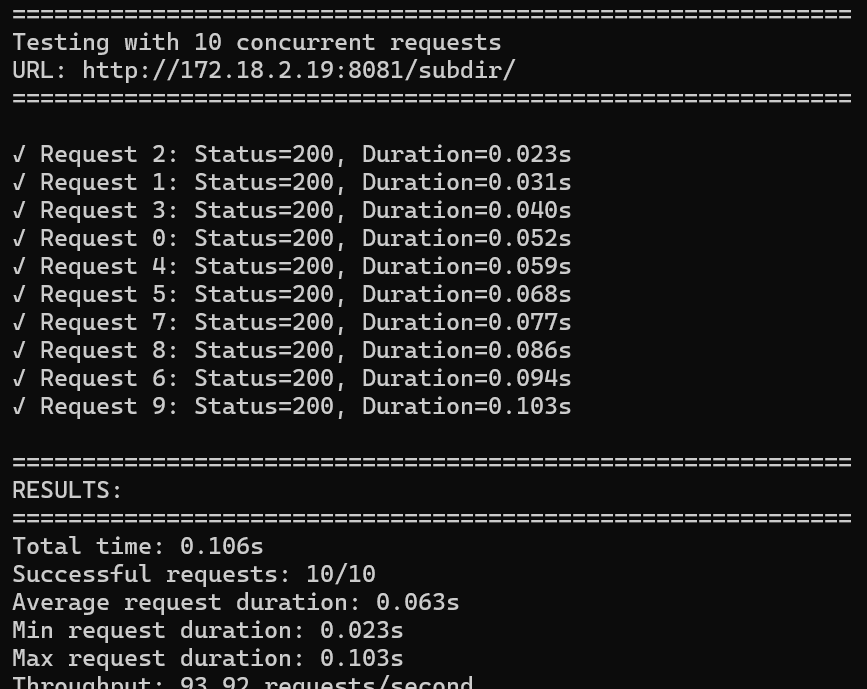 ============================================================
Testing with 10 concurrent requests
URL: http://172.18.2.19:8081/subdir/
============================================================
√ Request 2: Status=200, Duration=0.023s
√ Request 1: Status=200, Duration=0.031s
√ Request 3: Status=200, Duration=0.040s
√ Request 0: Status=200, Duration=0.052s
√ Request 4: Status=200, Duration=0.059s
√ Request 5: Status=200, Duration=0.068s
√ Request 7: Status=200, Duration=0.077s
√ Request 8: Status=200, Duration=0.086s
√ Request 6: Status=200, Duration=0.094s
√ Request 9: Status=200, Duration=0.103s
============================================================
RESULTS:
============================================================
Total time: 0.106s
Successful requests: 10/10
Average request duration: 0.063s
Min request duration: 0.023s
Max request duration: 0.103s
Throughput: 93.92 requests/second